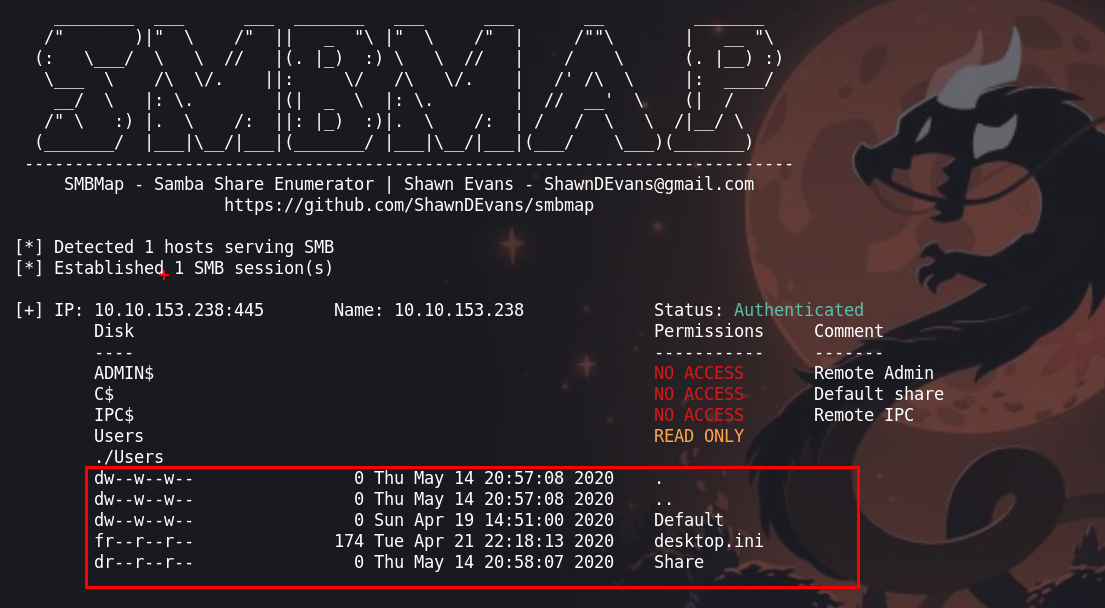 ________  ___      ___  _______   ___      ___       __         _______
   /"       )|"  \    /"  ||   _  "\ |"  \    /"  |     /""\       |   __ "\
  (:   \___/  \   \  //   |(. |_)  :) \   \  //   |    /    \      (. |__) :)
   \___  \    /\  \/.    ||:     \/   /\   \/.    |   /' /\  \     |:  ____/
    __/  \   |: \.        |(|  _  \  |: \.        |  //  __'  \    (|  /
   /" \   :) |.  \    /:  ||: |_)  :)|.  \    /:  | /   /  \   \  /|__/ \
  (_______/  |___|\__/|___|(_______/ |___|\__/|___|(___/    \___)(_______)
 -----------------------------------------------------------------------------
     SMBMap - Samba Share Enumerator | Shawn Evans - ShawnDEvans@gmail.com
                     https://github.com/ShawnDEvans/smbmap

[*] Detected 1 hosts serving SMB
[*] Established 1 SMB session(s)

[+] IP: 10.10.153.238:445       Name: 10.10.153.238             Status: Authenticated
        Disk                                                    Permissions     Comment
        ----                                                    -----------     -------
        ADMIN$                                                  NO ACCESS       Remote Admin
        C$                                                      NO ACCESS       Default share
        IPC$                                                    NO ACCESS       Remote IPC
        Users                                                   READ ONLY
        ./Users
        dw--w--w--                0 Thu May 14 20:57:08 2020    .
        dw--w--w--                0 Thu May 14 20:57:08 2020    ..
        dw--w--w--                0 Sun Apr 19 14:51:00 2020    Default
        fr--r--r--              174 Tue Apr 21 22:18:13 2020    desktop.ini
        dr--r--r--                0 Thu May 14 20:58:07 2020    Share